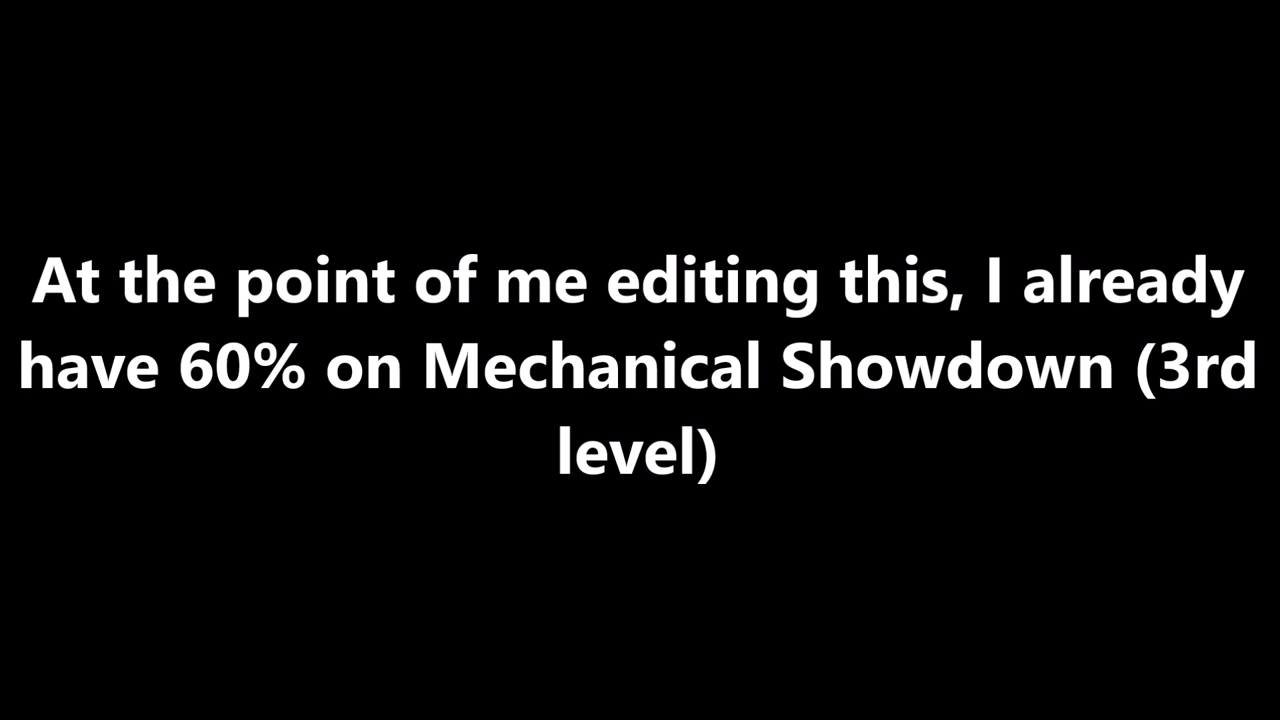 At the point of me editing this, I already
have 60% on Mechanical Showdown (3rd
level)